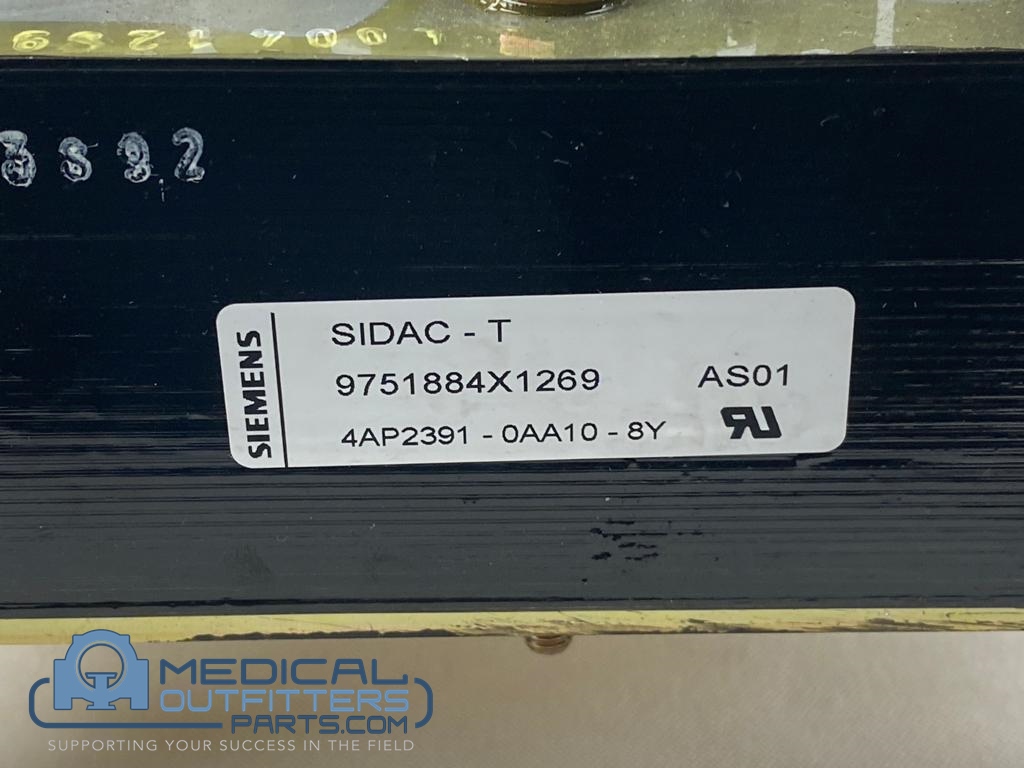 3892
SIEMENS
SIDAC - T
9751884X1269 AS01
4AP2391 - 0AA10 - 8Y
MEDICAL
OUTFITTERS
PARTS.COM
SUPPORTING YOUR SUCCESS IN THE FIELD